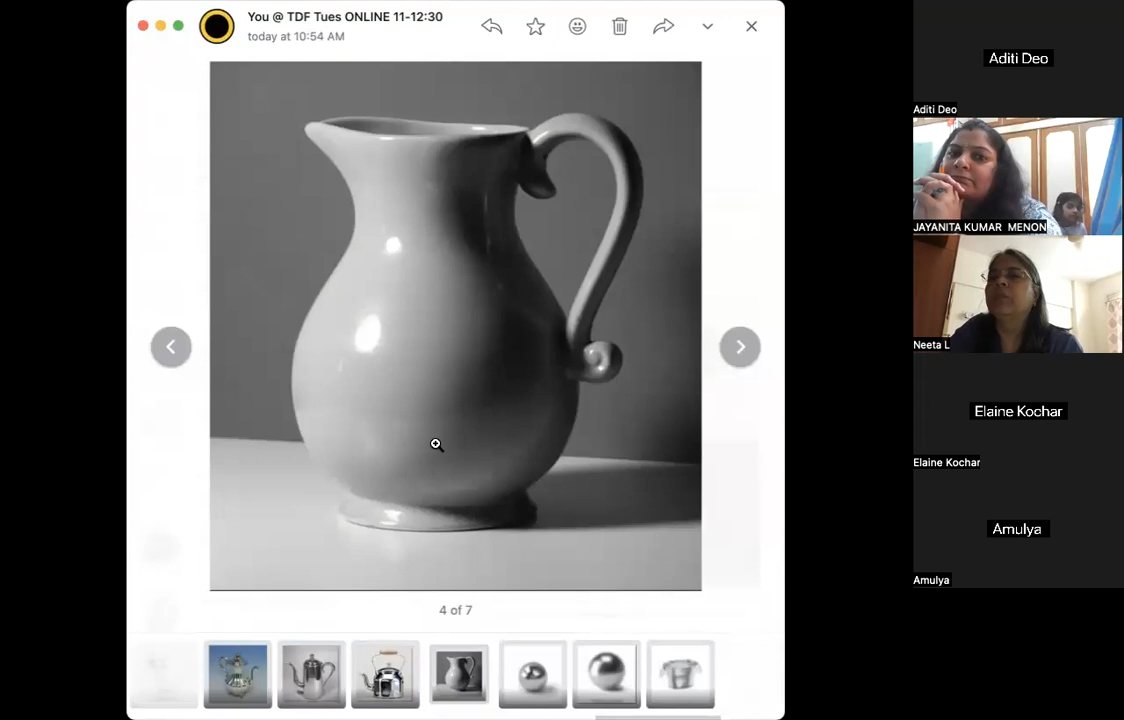 You @ TDF Tues ONLINE 11-12:30
today at 10:54 AM
4 of 7
Aditi Deo
Aditi Deo
JAYANITA KUMAR MENON
Neeta L
Elaine Kochar
Elaine Kochar
Amulya
Amulya